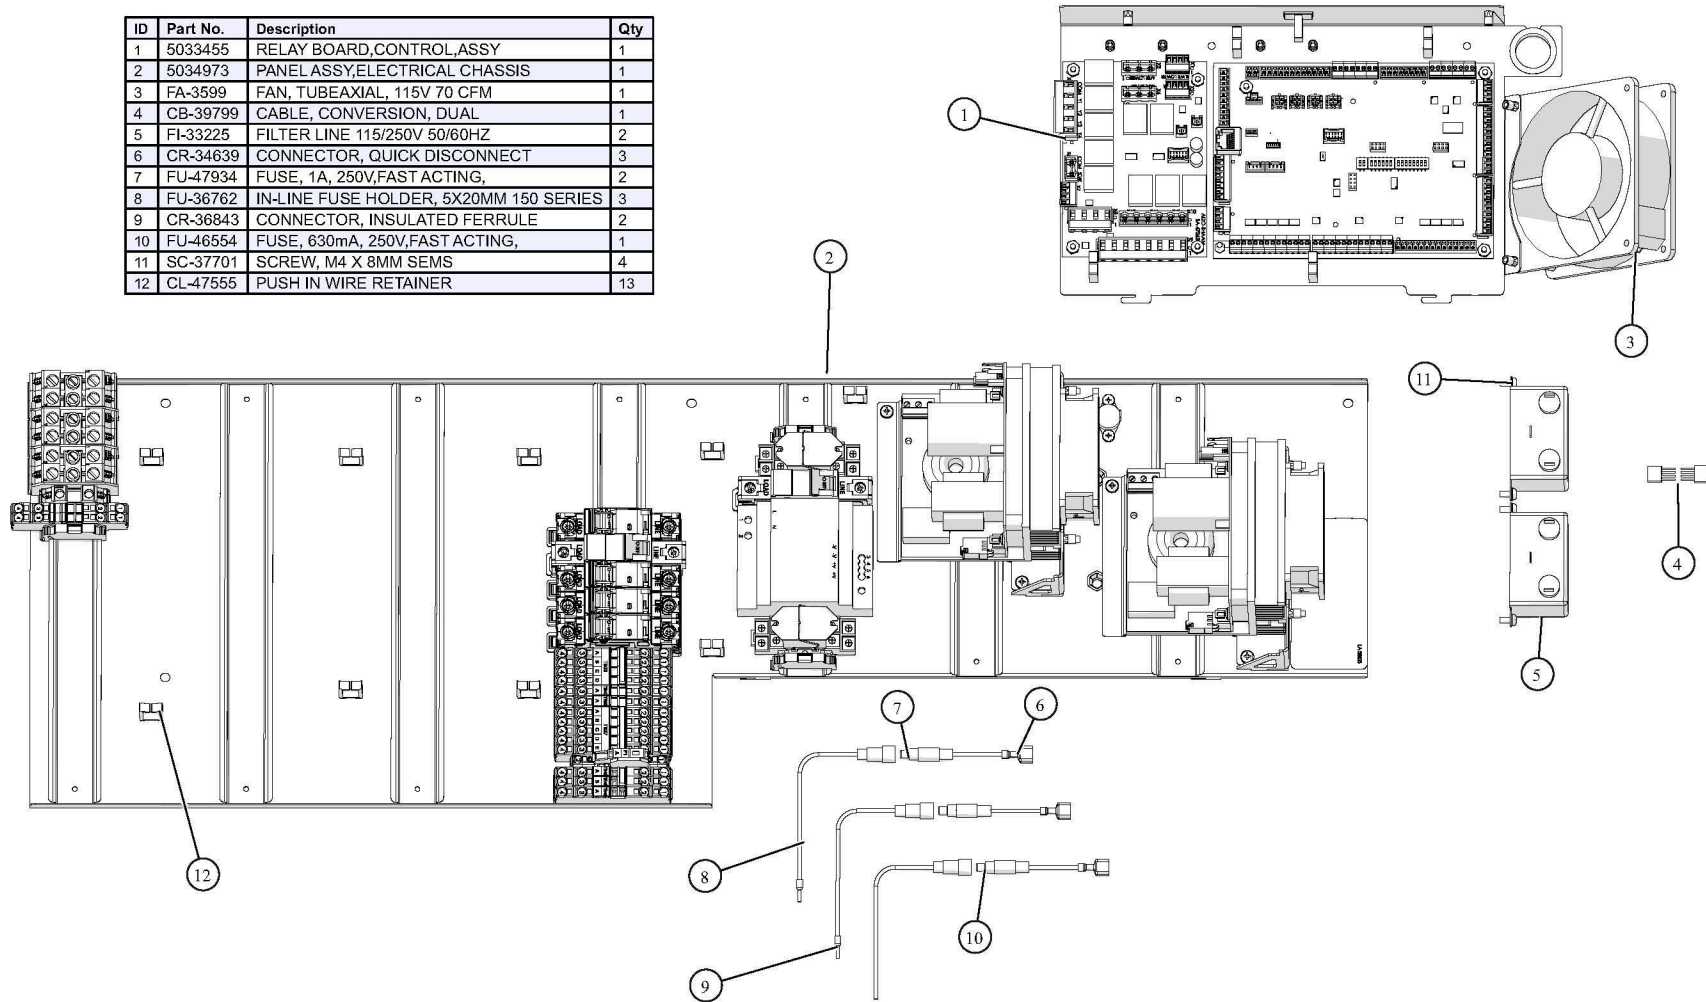 ID Part No. Description Qty
1 5033455 RELAY BOARD,CONTROL,ASSY 1
2 5034973 PANEL ASSY,ELECTRICAL CHASSIS 1
3 FA-3599 FAN, TUBEAXIAL, 115V 70 CFM 1
4 CB-39799 CABLE, CONVERSION, DUAL 1
5 FI-33225 FILTER LINE 115/250V 50/60HZ 2
6 CR-34639 CONNECTOR, QUICK DISCONNECT 3
7 FU-47934 FUSE, 1A, 250V,FAST ACTING, 2
8 FU-36762 IN-LINE FUSE HOLDER, 5X20MM 150 SERIES 3
9 CR-36843 CONNECTOR, INSULATED FERRULE 2
10 FU-46554 FUSE, 630mA, 250V,FAST ACTING, 1
11 SC-37701 SCREW, M4 X 8MM SEMS 4
12 CL-47555 PUSH IN WIRE RETAINER 13
1
2
3
11
4
LOAD LINE
5
7
6
8
12
10
9